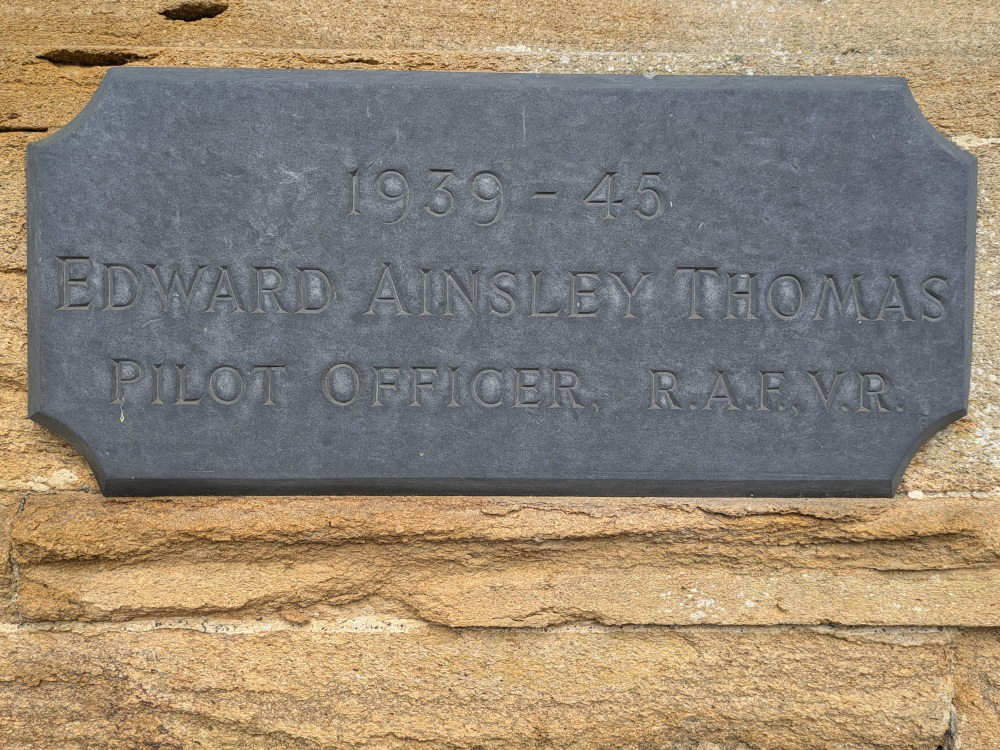 1939 - 45
EDWARD AINSLEY THOMAS
PILOT OFFICER, R.A.F., V.R.